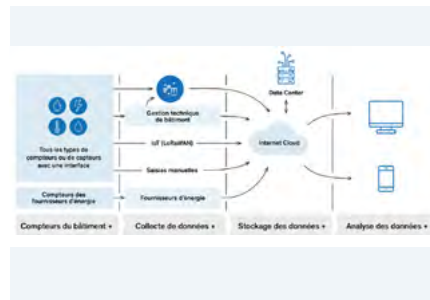 Data Center
Gestion technique
de bâtiment
Tous les types de
compteurs ou de capteurs
avec une interface
IoT (LoRaWAN)
Internet Cloud
Saisies manuelles
Compteurs des
fournisseurs d'énergie
Fournisseurs d'énergie
Compteurs du bâtiment +
Collecte de données +
Stockage des données +
Analyse des données +